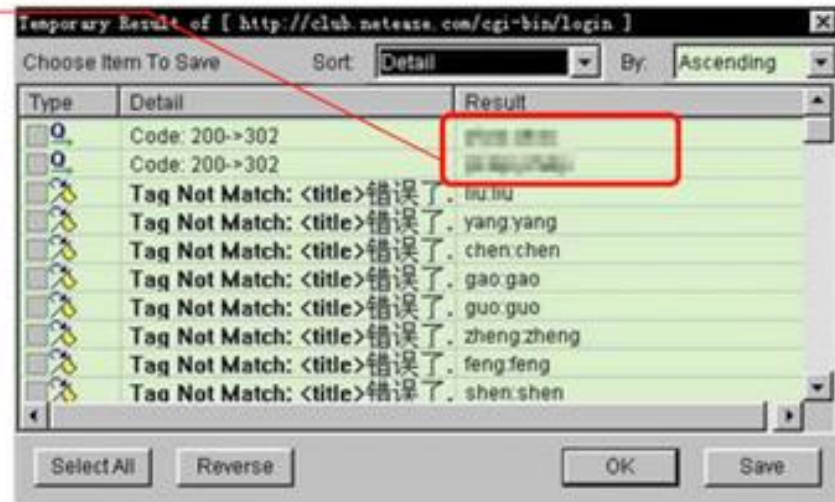 Temporary Result of [ http://club.netease.com/cgi-bin/login ]
Choose Item To Save Sort: Detail By: Ascending
Type Detail Result
Code: 200->302
Code: 200->302
Tag Not Match: <title>错误了. liu:liu
Tag Not Match: <title>错误了. yang:yang
Tag Not Match: <title>错误了. chen:chen
Tag Not Match: <title>错误了. gao:gao
Tag Not Match: <title>错误了. guo:guo
Tag Not Match: <title>错误了. zheng:zheng
Tag Not Match: <title>错误了. feng:feng
Tag Not Match: <title>错误了. shen:shen
Select All Reverse OK Save